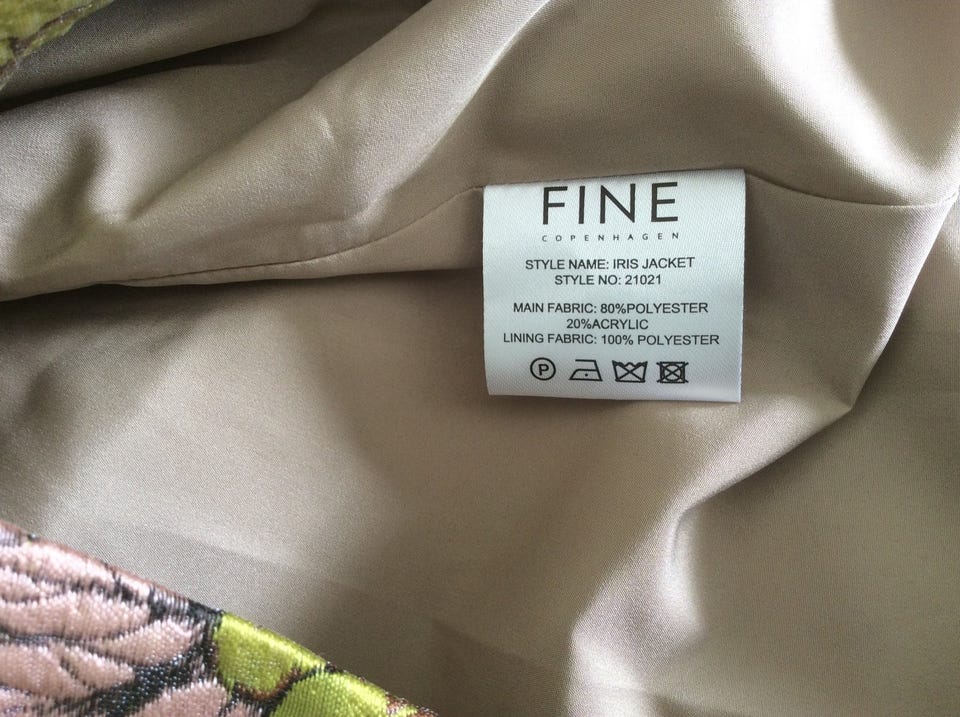 FINE
COPENHAGEN
STYLE NAME: IRIS JACKET
STYLE NO: 21021
MAIN FABRIC: 80%POLYESTER
20%ACRYLIC
LINING FABRIC: 100% POLYESTER
P